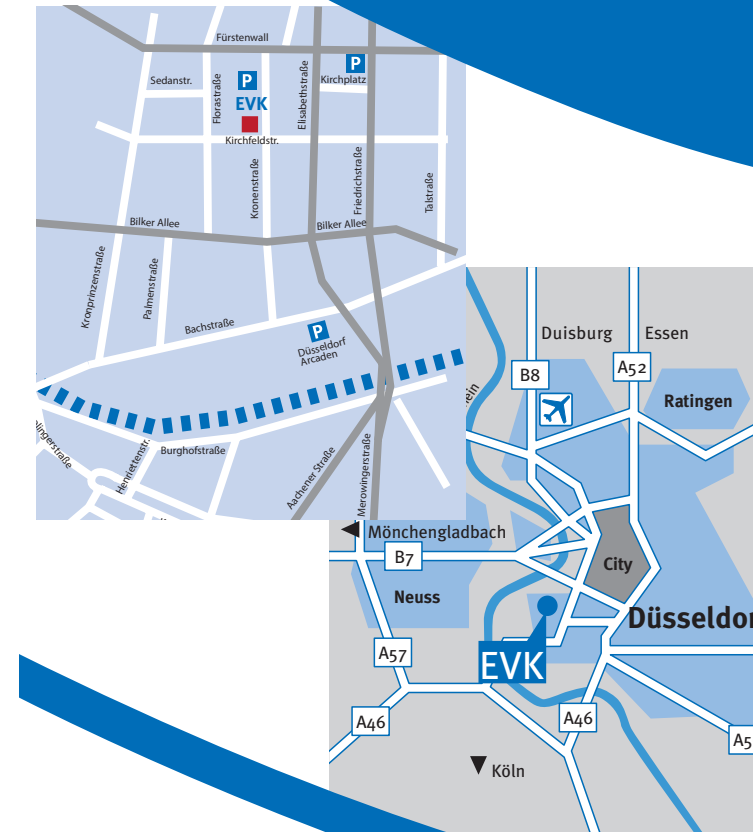 Fürstenwall
Sedanstr.
Florastraße
P
EVK
Elisabethstraße
P
Kirchplatz
Kirchfeldstr.
Kronenstraße
Friedrichstraße
Talstraße
Bilker Allee
Bilker Allee
Kronprinzenstraße
Palmenstraße
Bachstraße
P
Düsseldorf
Arcaden
Henriettenstr.
Burghofstraße
Aachener Straße
Merowingerstraße
Duisburg
Essen
B8
A52
Ratingen
Mönchengladbach
B7
City
Neuss
Düsseldor
A57
EVK
A46
A46
A5
Köln